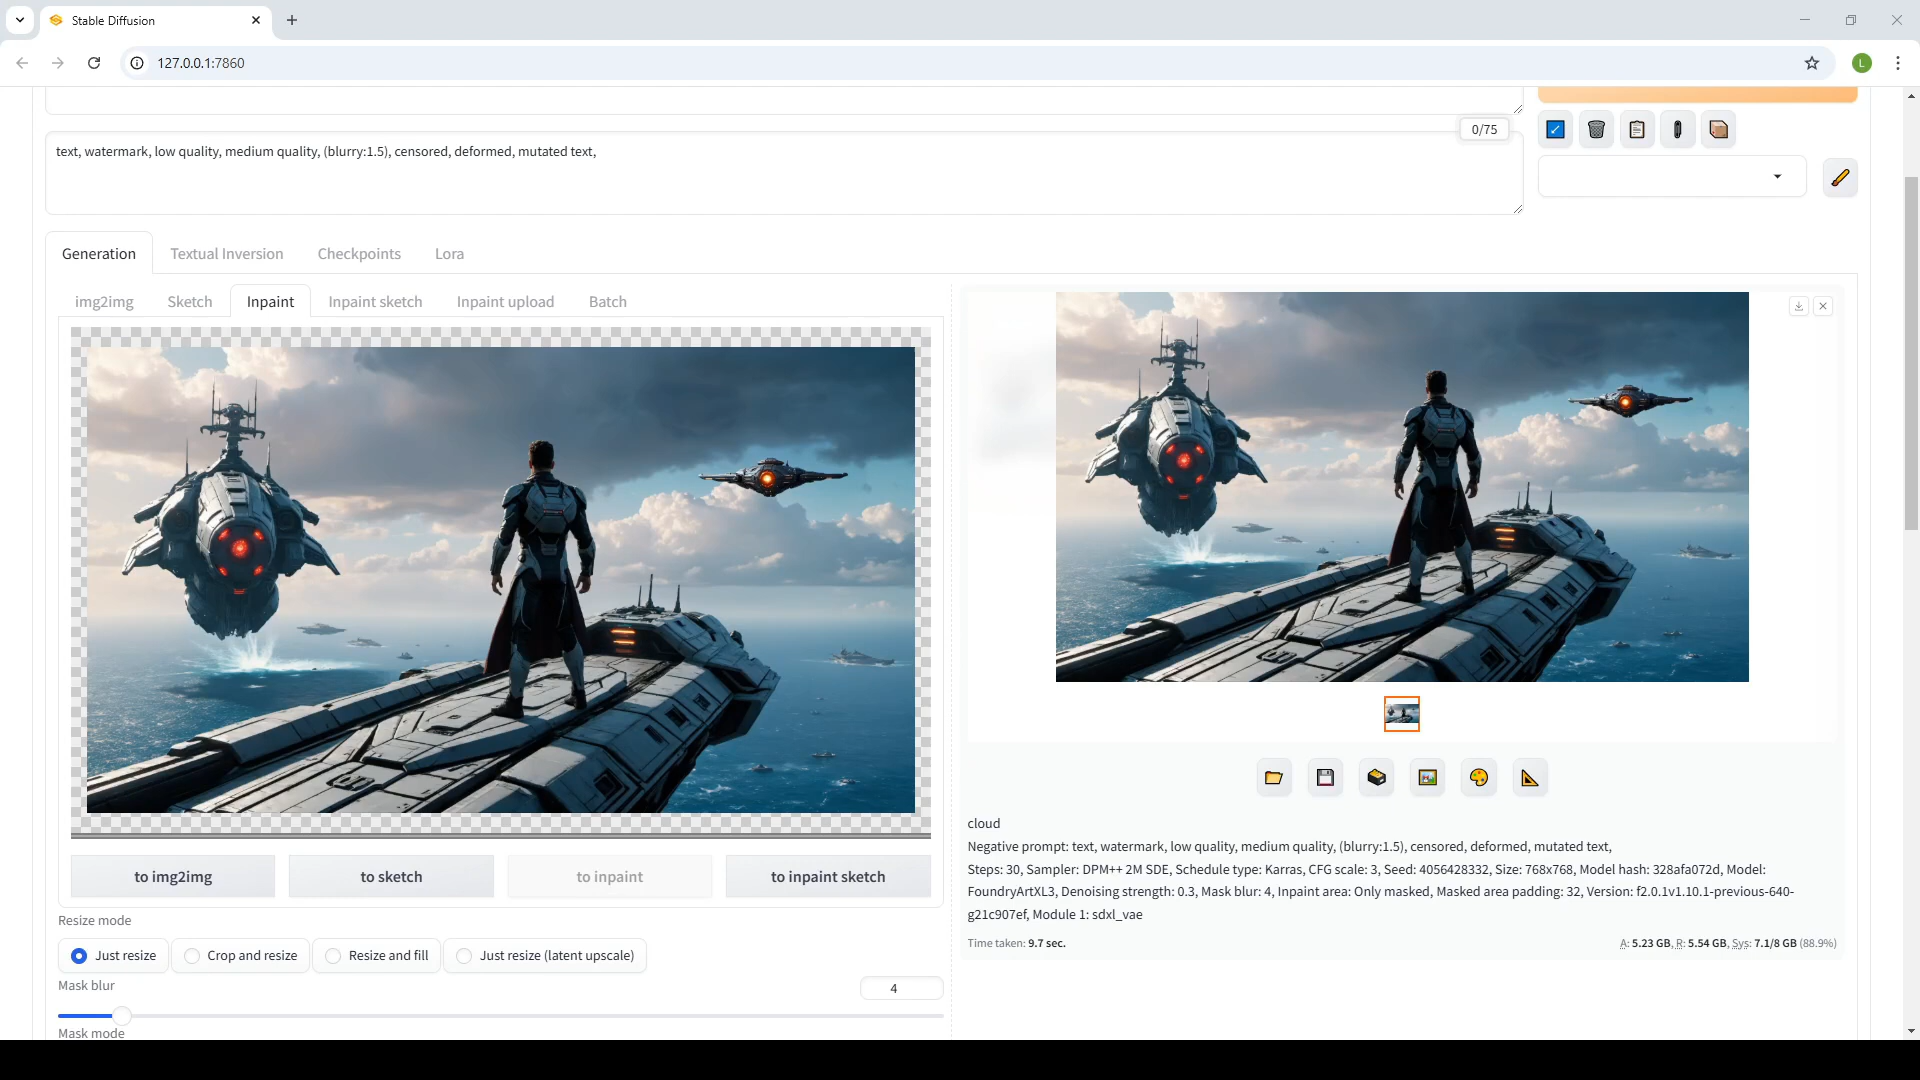 Stable Diffusion
127.0.0.1:7860
0/75
text, watermark, low quality, medium quality, (blurry:1.5), censored, deformed, mutated text,
Generation Textual Inversion Checkpoints Lora
img2img Sketch Inpaint Inpaint sketch Inpaint upload Batch
to img2img to sketch to inpaint to inpaint sketch
Resize mode
Just resize Crop and resize Resize and fill Just resize (latent upscale)
Mask blur 4
Mask mode
cloud
Negative prompt: text, watermark, low quality, medium quality, (blurry:1.5), censored, deformed, mutated text,
Steps: 30, Sampler: DPM++ 2M SDE, Schedule type: Karras, CFG scale: 3, Seed: 4056428332, Size: 768x768, Model hash: 328afa072d, Model:
FoundryArtXL3, Denoising strength: 0.3, Mask blur: 4, Inpaint area: Only masked, Masked area padding: 32, Version: f2.0.1v1.10.1-previous-640-
g21c907ef, Module 1: sdxl_vae
Time taken: 9.7 sec. A: 5.23 GB, R: 5.54 GB, Sys: 7.1/8 GB (88.9%)
L